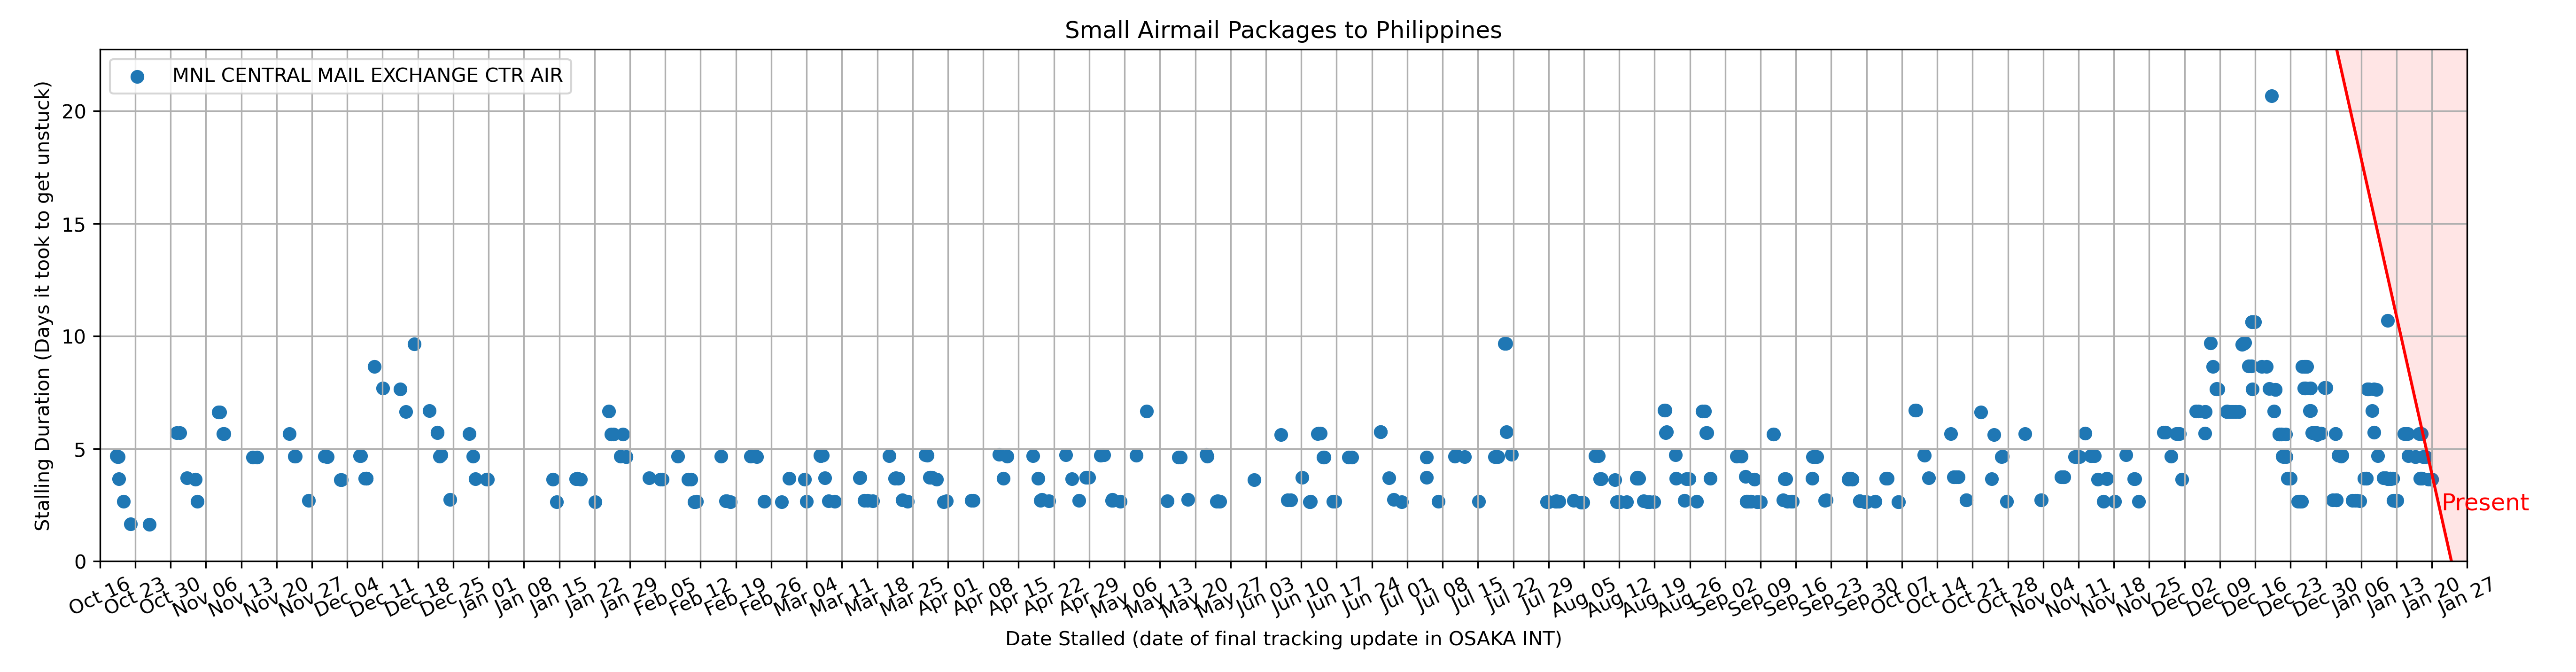 Small Airmail Packages to Philippines
MNL CENTRAL MAIL EXCHANGE CTR AIR
Stalling Duration (Days it took to get unstuck)
20
15
10
5
0
Present
Oct 16 Oct 23 Oct 30 Nov 06 Nov 13 Nov 20 Nov 27 Dec 04 Dec 11 Dec 18 Dec 25 Jan 01 Jan 08 Jan 15 Jan 22 Jan 29 Feb 05 Feb 12 Feb 19 Feb 26 Mar 04 Mar 11 Mar 18 Mar 25 Apr 01 Apr 08 Apr 15 Apr 22 Apr 29 May 06 May 13 May 20 May 27 Jun 03 Jun 10 Jun 17 Jun 24 Jul 01 Jul 08 Jul 15 Jul 22 Jul 29 Aug 05 Aug 12 Aug 19 Aug 26 Sep 02 Sep 09 Sep 16 Sep 23 Sep 30 Oct 07 Oct 14 Oct 21 Oct 28 Nov 04 Nov 11 Nov 18 Nov 25 Dec 02 Dec 09 Dec 16 Dec 23 Dec 30 Jan 06 Jan 13 Jan 20 Jan 27
Date Stalled (date of final tracking update in OSAKA INT)